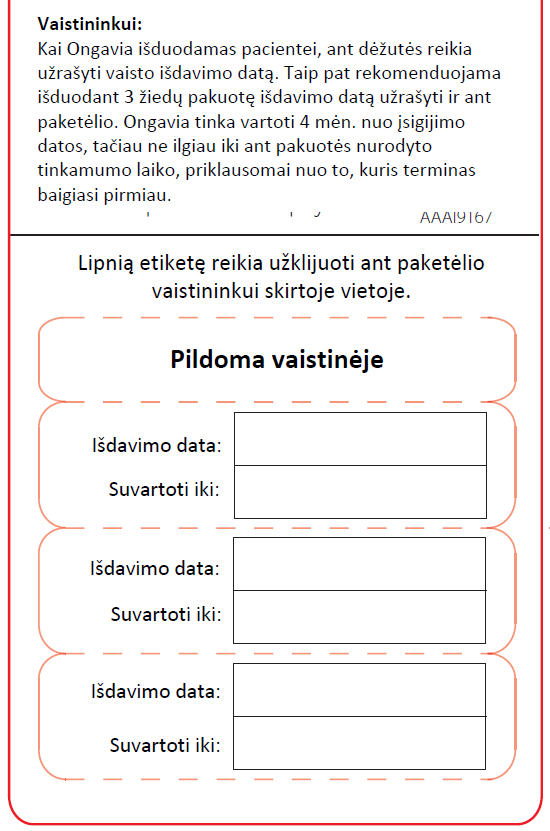 Vaistininkui:
Kai Ongavia išduodamas pacientei, ant dėžutės reikia
užrašyti vaisto išdavimo datą. Taip pat rekomenduojama
išduodant 3 žiedų pakuotę išdavimo datą užrašyti ir ant
paketėlio. Ongavia tinka vartoti 4 mėn. nuo įsigijimo
datos, tačiau ne ilgiau iki ant pakuotės nurodyto
tinkamumo laiko, priklausomai nuo to, kuris terminas
baigiasi pirmiau.
AAAI9167
Lipnią etiketę reikia užklijuoti ant paketėlio
vaistininkui skirtoje vietoje.
Pildoma vaistinėje
Išdavimo data:
Suvartoti iki:
Išdavimo data:
Suvartoti iki:
Išdavimo data:
Suvartoti iki: